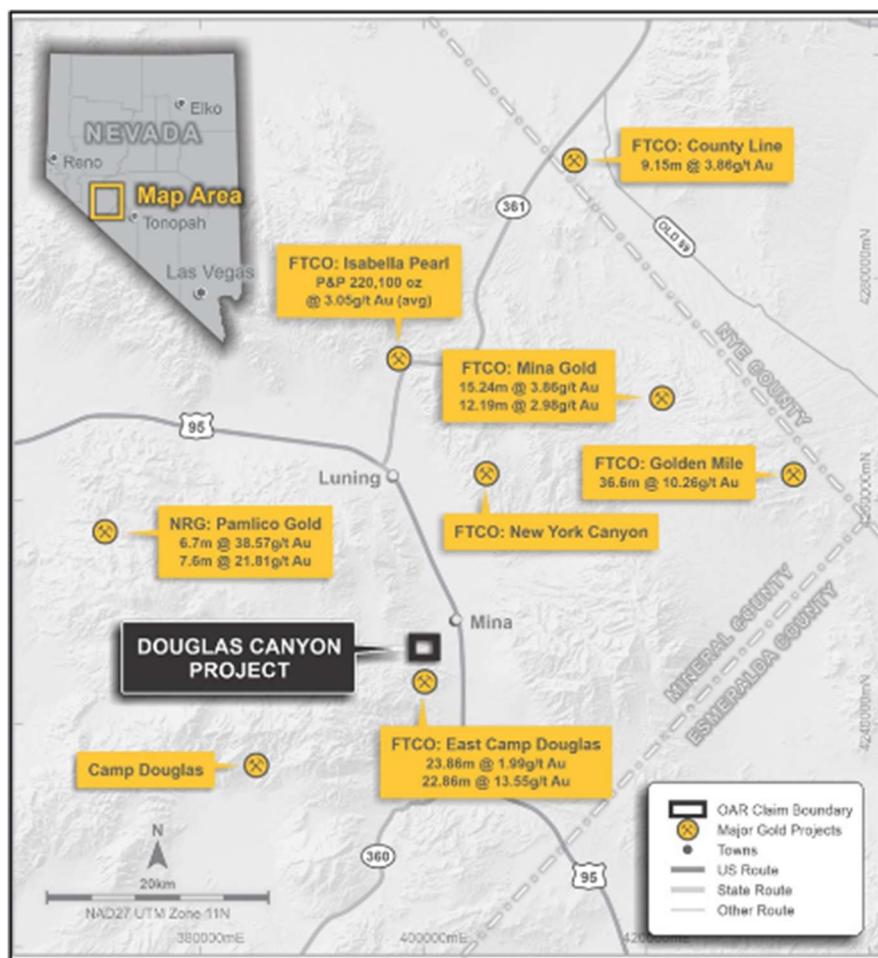 Elko
NEVADA
Reno
Map Area
Tonopah
Las Vegas
FTCO: County Line
9.15m @ 3.86g/t Au
361
OLD 89
4280000mN
FTCO: Isabella Pearl
P&P 220,100 oz
@ 3.05g/t Au (avg)
FTCO: Mina Gold
15.24m @ 3.86g/t Au
12.19m @ 2.98g/t Au
NYE COUNTY
95
Luning
FTCO: Golden Mile
36.6m @ 10.26g/t Au
FTCO: New York Canyon
NRG: Pamlico Gold
6.7m @ 38.57g/t Au
7.6m @ 21.81g/t Au
Mina
DOUGLAS CANYON
PROJECT
MINERAL COUNTY
ESMERALDA COUNTY
4240000mN
FTCO: East Camp Douglas
23.86m @ 1.99g/t Au
22.86m @ 13.55g/t Au
Camp Douglas
N
20km
NAD27 UTM Zone 11N
360
95
OAR Claim Boundary
Major Gold Projects
Towns
US Route
State Route
Other Route
380000mE
400000mE